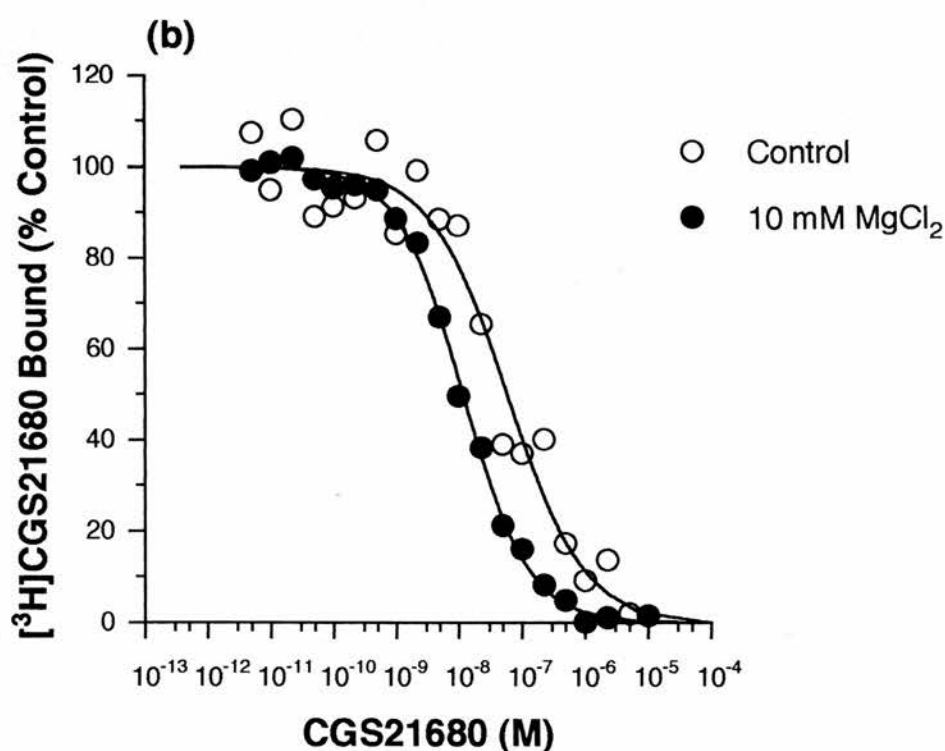 (b)
[³H]CGS21680 Bound (% Control)
120
100
80
60
40
20
0
10⁻¹³ 10⁻¹² 10⁻¹¹ 10⁻¹⁰ 10⁻⁹ 10⁻⁸ 10⁻⁷ 10⁻⁶ 10⁻⁵ 10⁻⁴
CGS21680 (M)
Control
10 mM MgCl₂